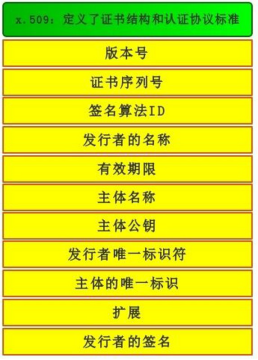 x.509：定义了证书结构和认证协议标准
版本号
证书序列号
签名算法ID
发行者的名称
有效期限
主体名称
主体公钥
发行者唯一标识符
主体的唯一标识
扩展
发行者的签名